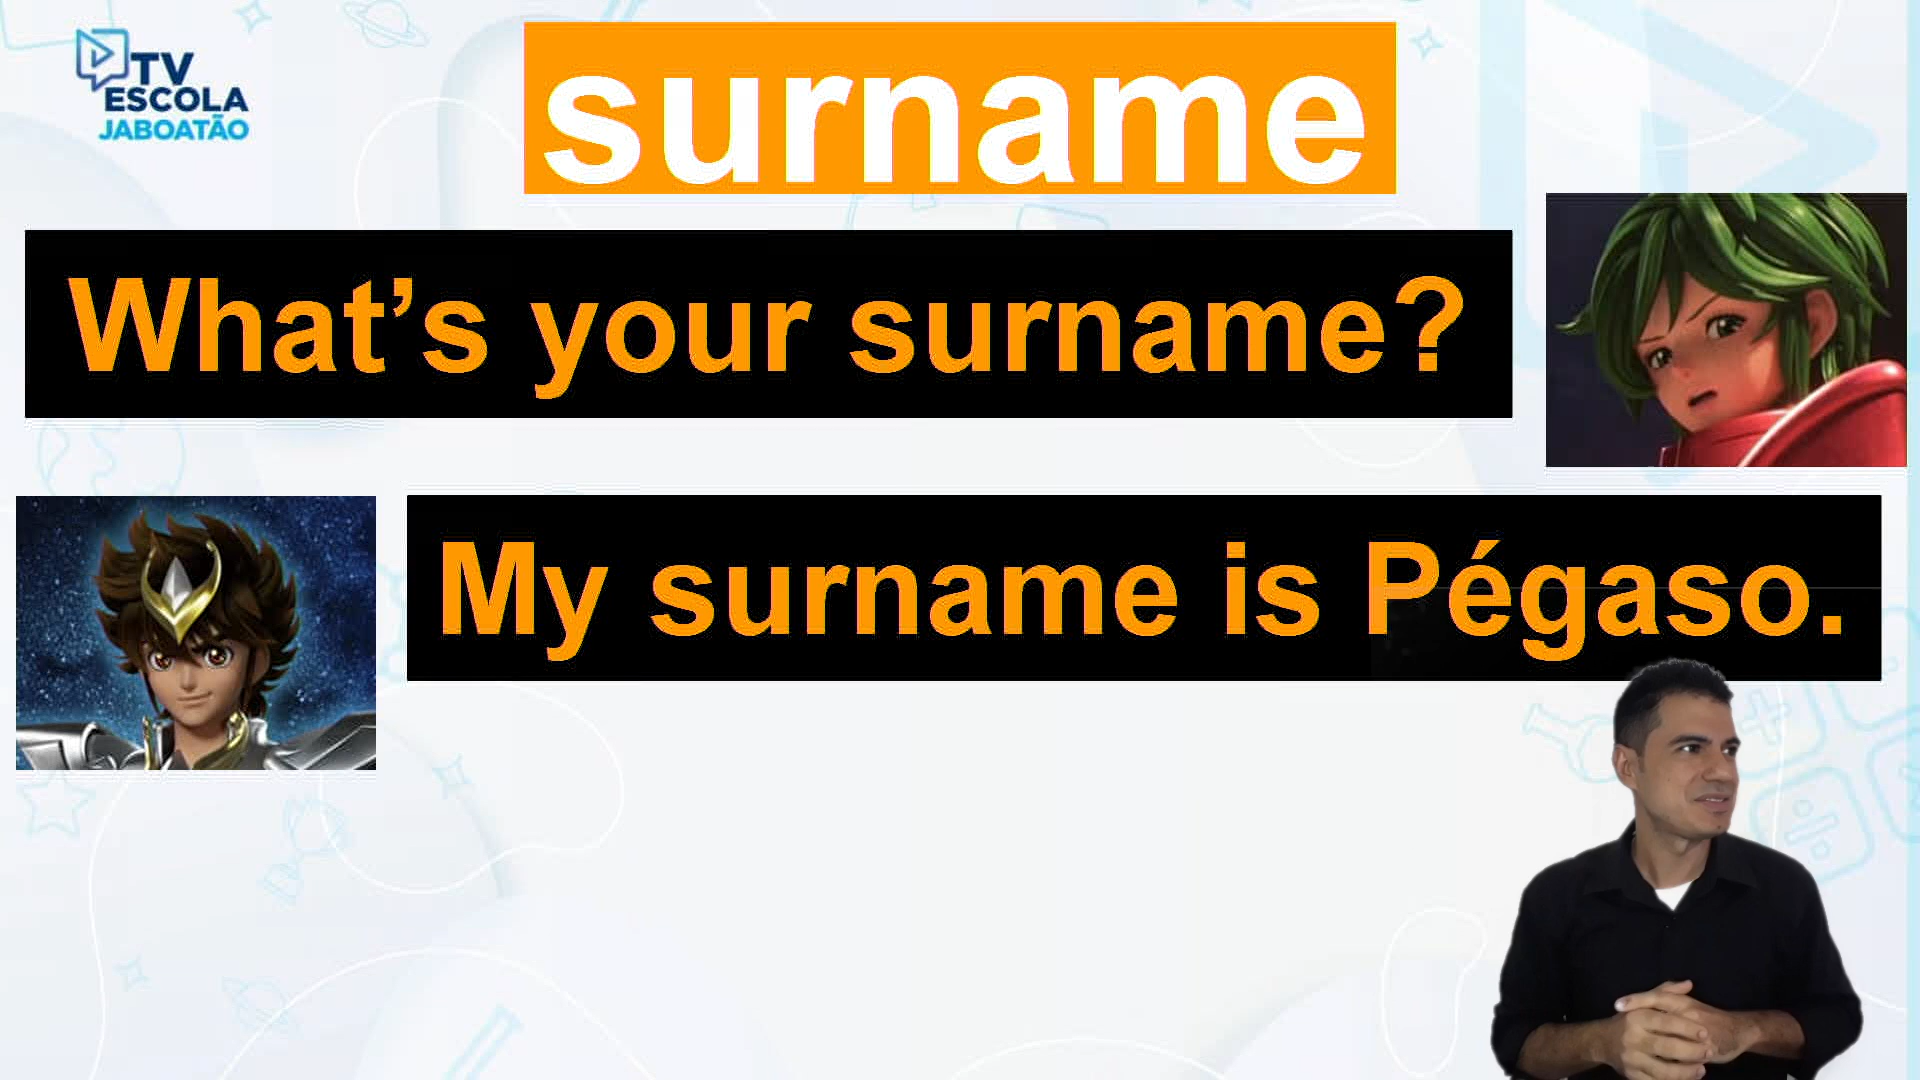 TV
ESCOLA
JABOATÃO
surname
What’s your surname?
My surname is Pégaso.